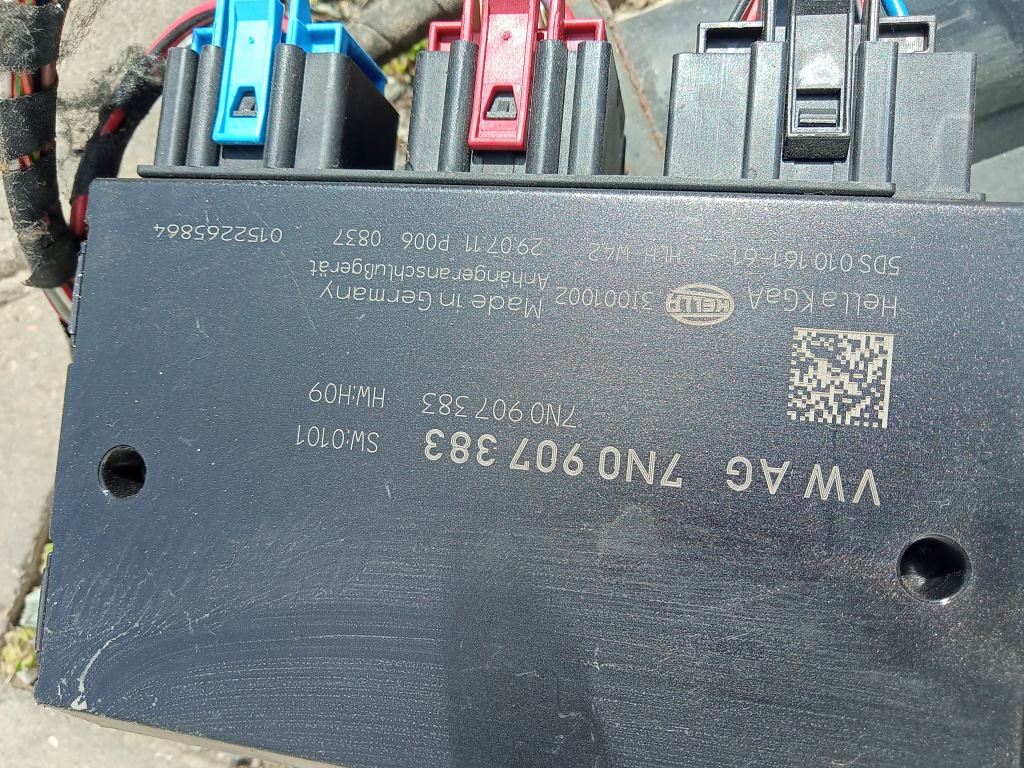 VW AG 7N0 907 383 SW:0101
7N0 907 383 HW:H09
Hella KGaA HELLA 31001002 Made in Germany
Anhängeranschlußgerät
5DS 010 161-61 HLH W42 29.07.11 P006 0837 0152265864